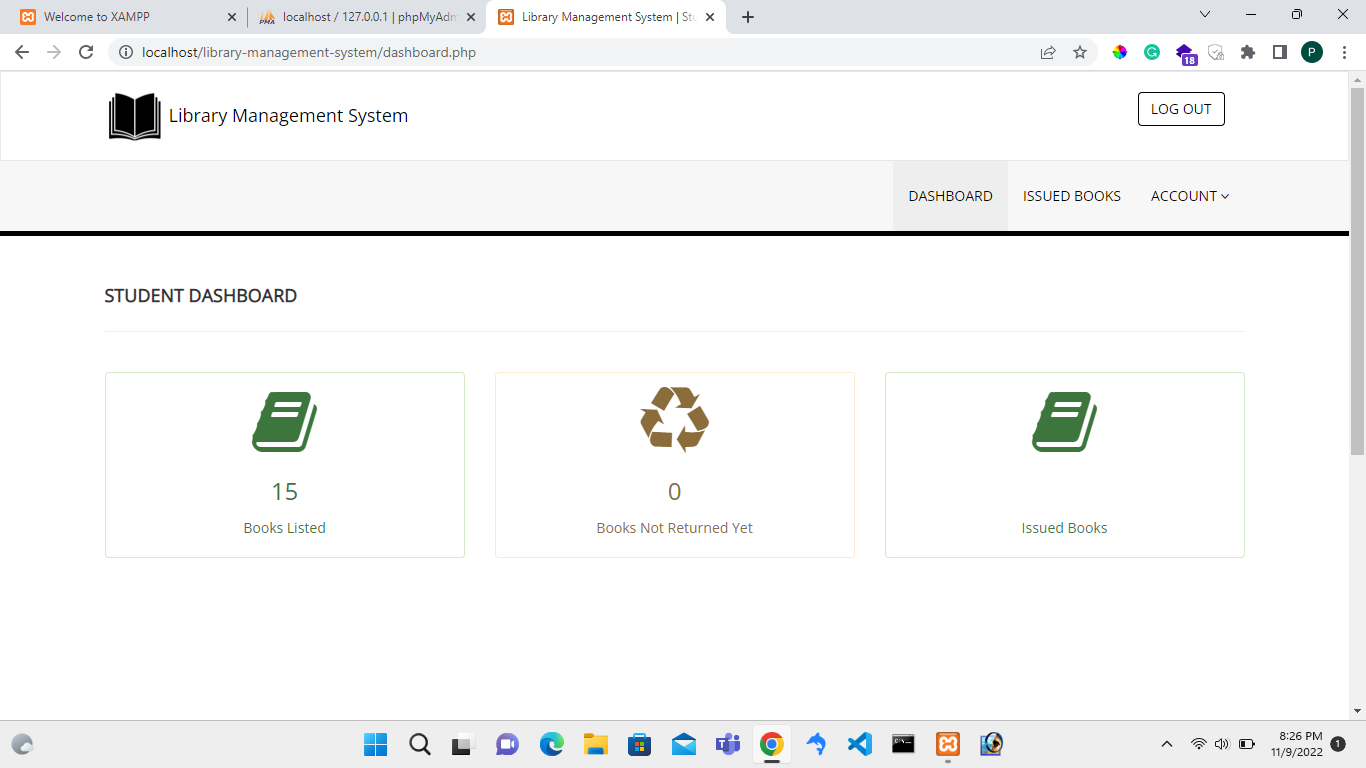 Welcome to XAMPP
localhost / 127.0.0.1 | phpMyAdm
Library Management System | Stu
localhost/library-management-system/dashboard.php
18
P
Library Management System
LOG OUT
DASHBOARD
ISSUED BOOKS
ACCOUNT
STUDENT DASHBOARD
15
Books Listed
0
Books Not Returned Yet
Issued Books
8:26 PM
11/9/2022
1